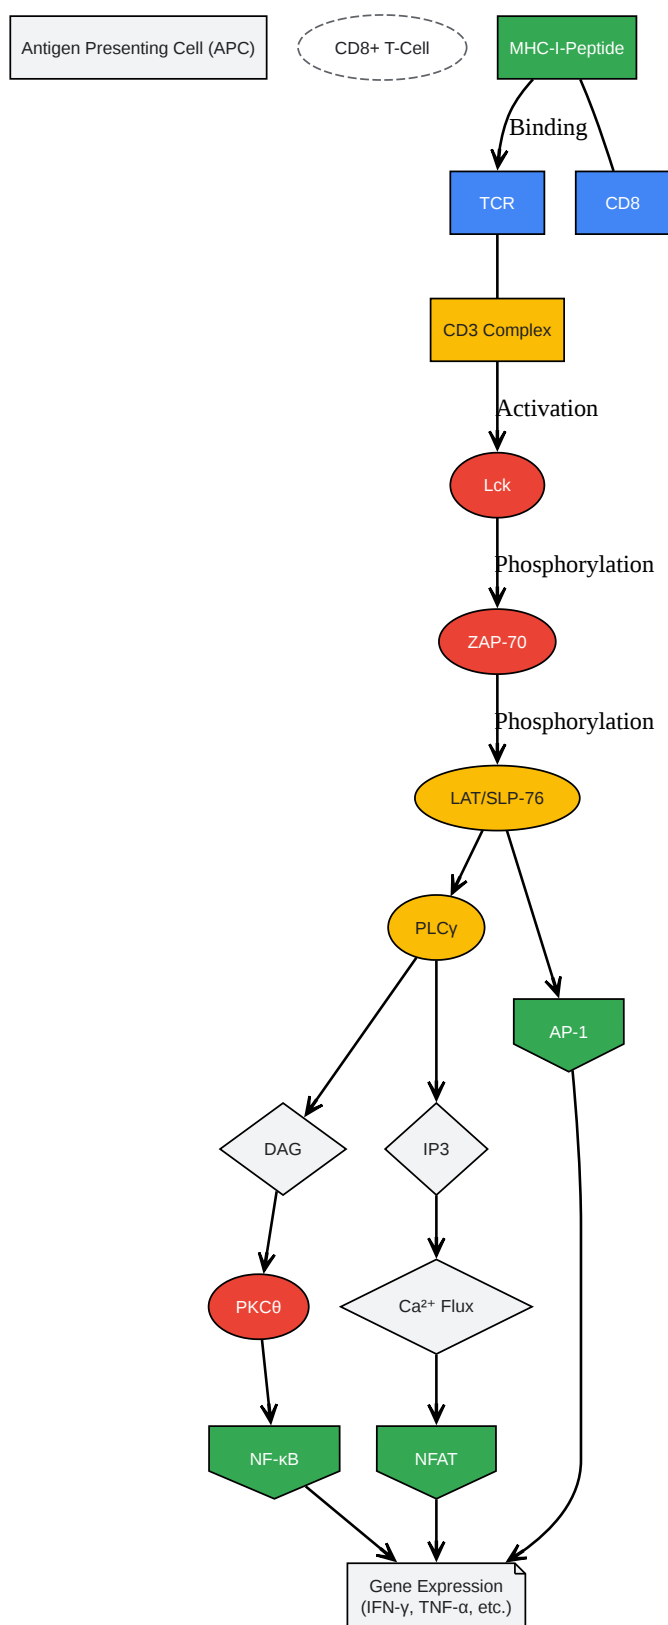 Antigen Presenting Cell (APC)
CD8+ T-Cell
MHC-I-Peptide
Binding
TCR
CD8
CD3 Complex
Activation
Lck
Phosphorylation
ZAP-70
Phosphorylation
LAT/SLP-76
PLCγ
AP-1
DAG
IP3
PKCθ
Ca²⁺ Flux
NF-κB
NFAT
Gene Expression
(IFN-γ, TNF-α, etc.)